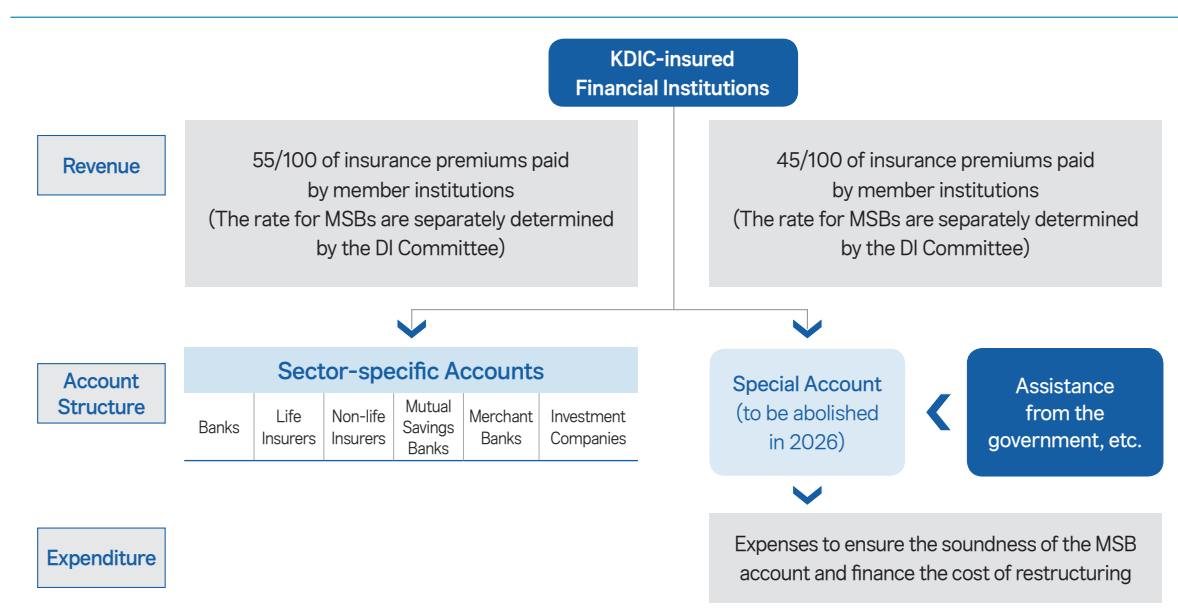 KDIC-insured
Financial Institutions
Revenue
55/100 of insurance premiums paid
by member institutions
(The rate for MSBs are separately determined
by the DI Committee)
45/100 of insurance premiums paid
by member institutions
(The rate for MSBs are separately determined
by the DI Committee)
Account
Structure
Sector-specific Accounts
Banks
Life
Insurers
Non-life
Insurers
Mutual
Savings
Banks
Merchant
Banks
Investment
Companies
Special Account
(to be abolished
in 2026)
Assistance
from the
government, etc.
Expenditure
Expenses to ensure the soundness of the MSB
account and finance the cost of restructuring